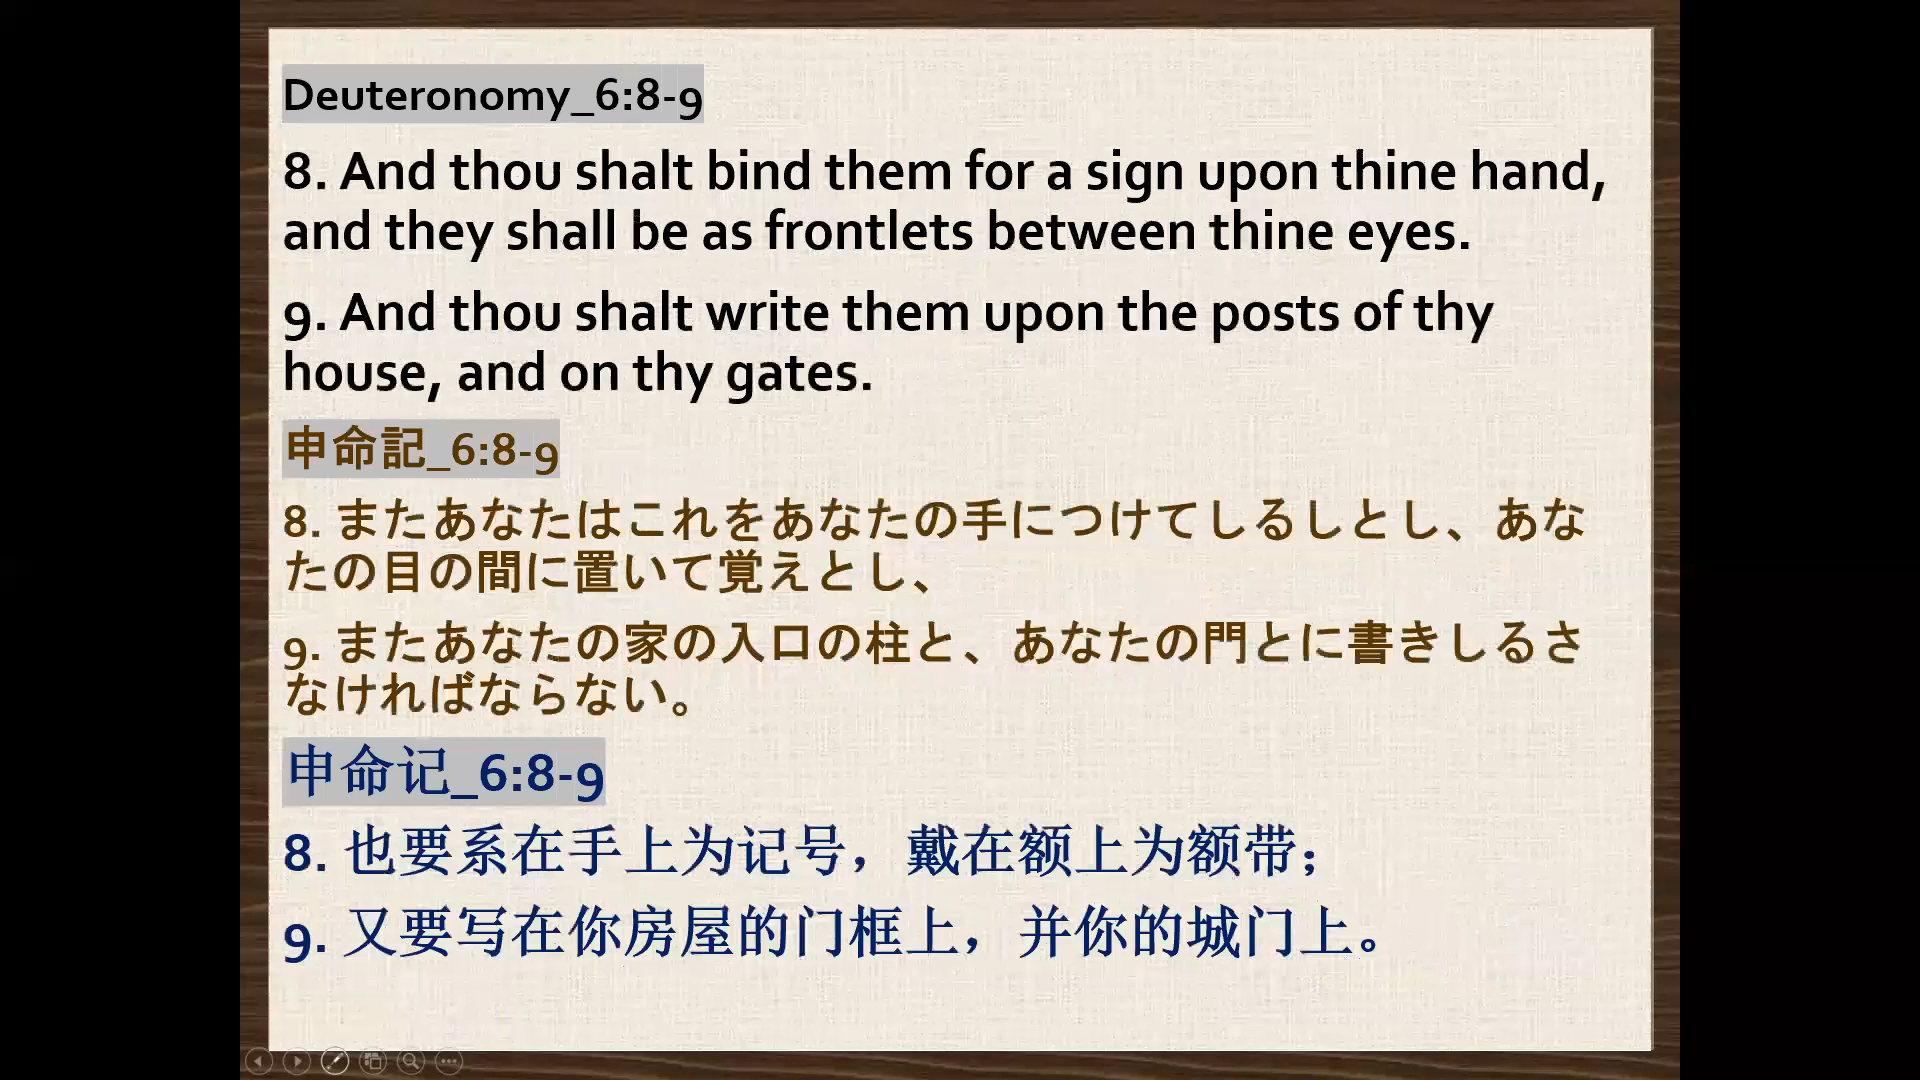 Deuteronomy_6:8-9
8. And thou shalt bind them for a sign upon thine hand,
and they shall be as frontlets between thine eyes.
9. And thou shalt write them upon the posts of thy
house, and on thy gates.
申命記_6:8-9
8. またあなたはこれをあなたの手につけてしるしとし、あな
たの目の間に置いて覚えとし、
9. またあなたの家の入口の柱と、あなたの門とに書きしるさ
なければならない。
申命记_6:8-9
8. 也要系在手上为记号，戴在额上为额带；
9. 又要写在你房屋的门框上，并你的城门上。